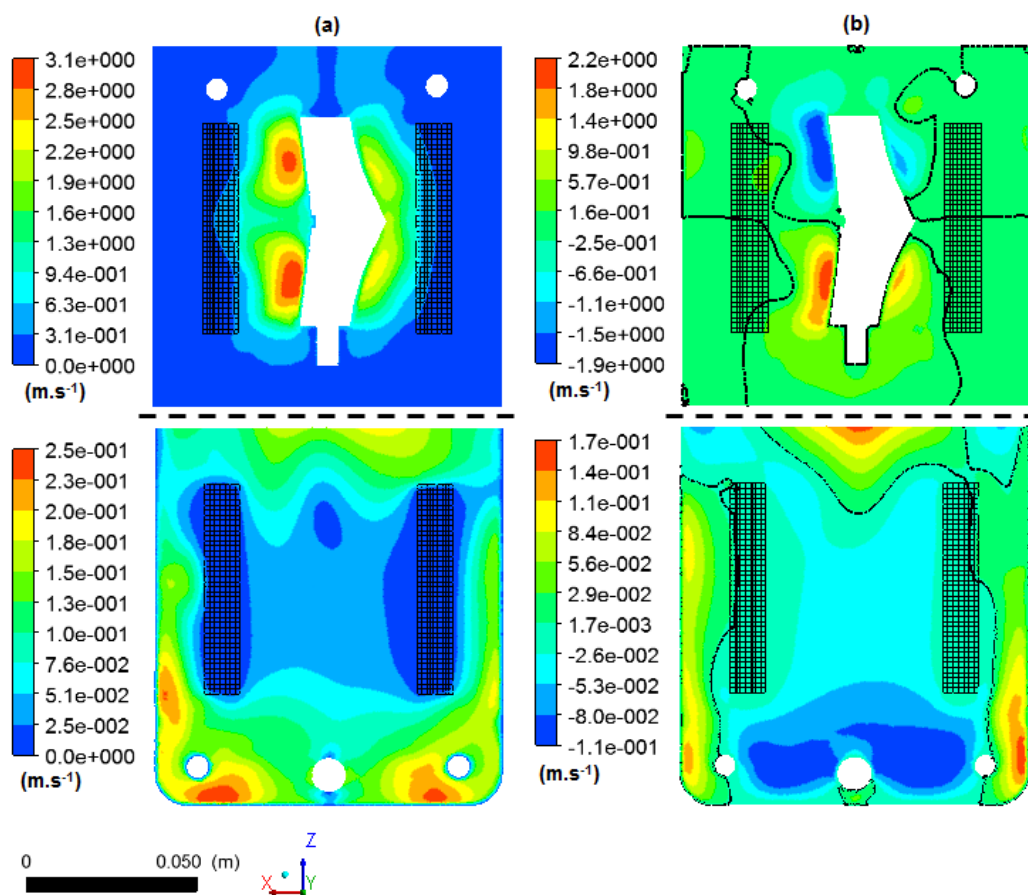 (a)
(b)
3.1e+000
2.8e+000
2.5e+000
2.2e+000
1.9e+000
1.6e+000
1.3e+000
9.4e-001
6.3e-001
3.1e-001
0.0e+000
(m.s-1)
2.2e+000
1.8e+000
1.4e+000
9.8e-001
5.7e-001
1.6e-001
-2.5e-001
-6.6e-001
-1.1e+000
-1.5e+000
-1.9e+000
(m.s-1)
2.5e-001
2.3e-001
2.0e-001
1.8e-001
1.5e-001
1.3e-001
1.0e-001
7.6e-002
5.1e-002
2.5e-002
0.0e+000
(m.s-1)
1.7e-001
1.4e-001
1.1e-001
8.4e-002
5.6e-002
2.9e-002
1.7e-003
-2.6e-002
-5.3e-002
-8.0e-002
-1.1e-001
(m.s-1)
0 0.050 (m)
Z
X Y